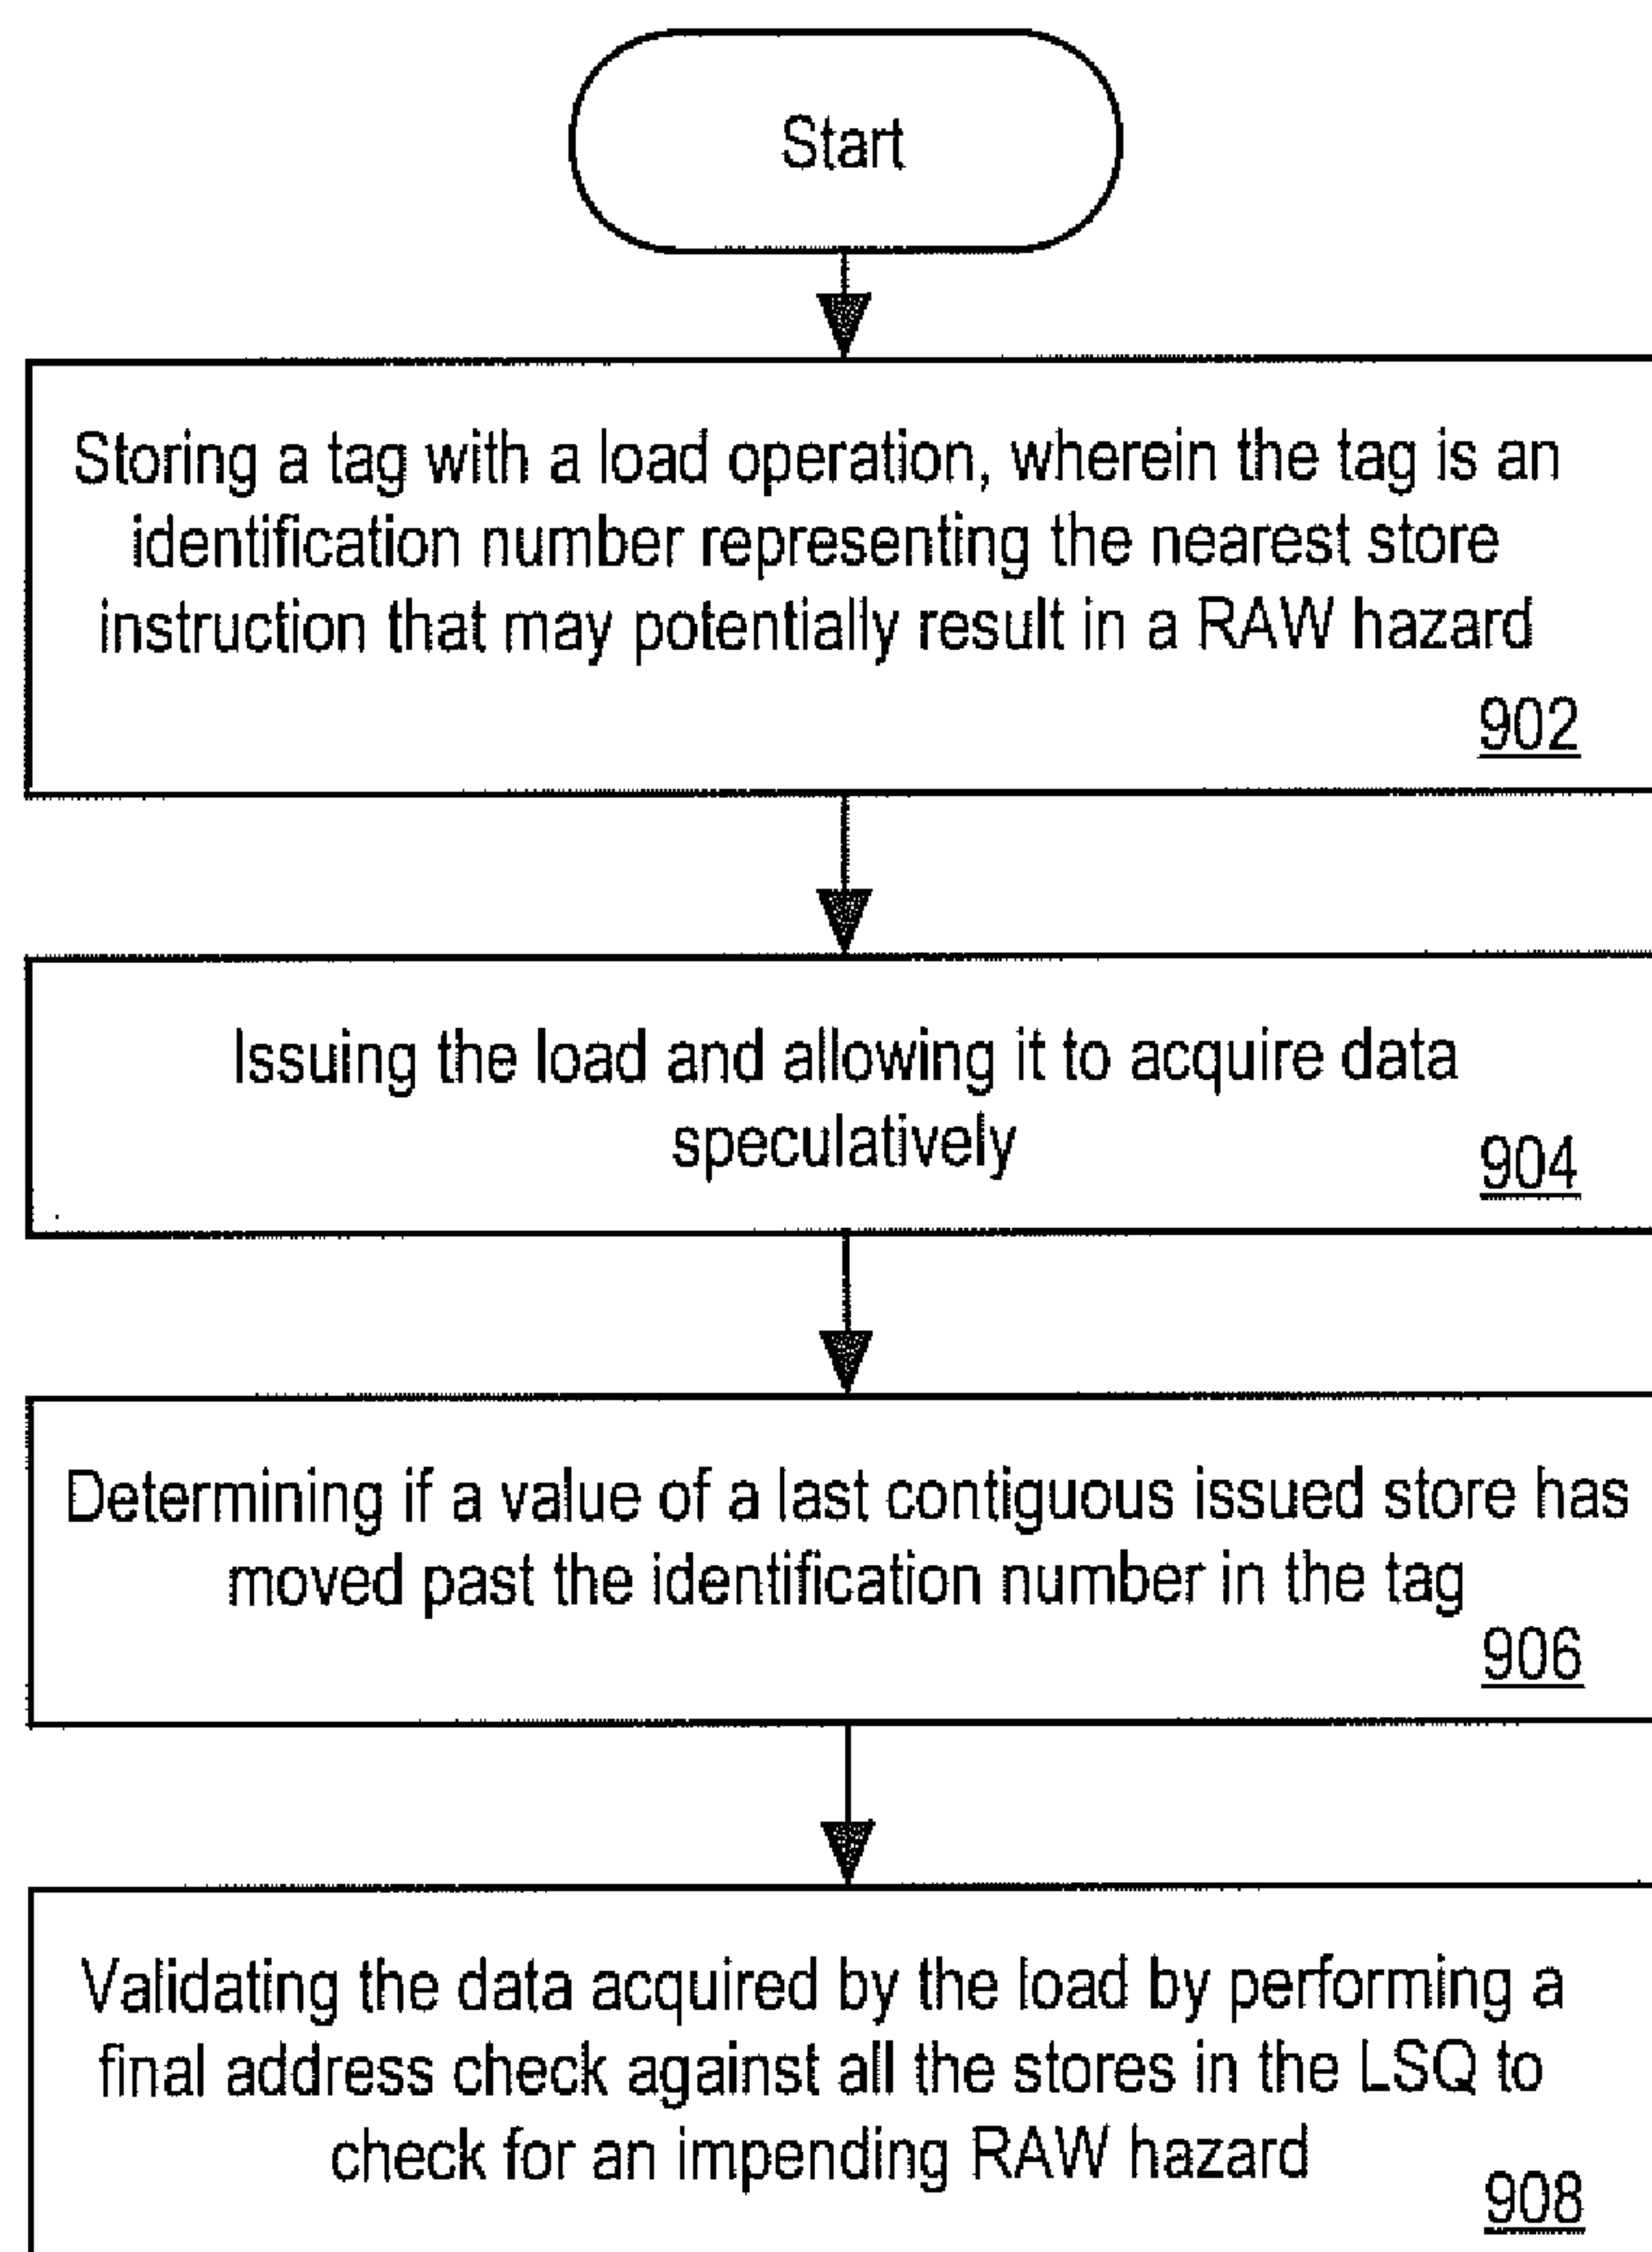 Start
Storing a tag with a load operation, wherein the tag is an
identification number representing the nearest store
instruction that may potentially result in a RAW hazard
902
Issuing the load and allowing it to acquire data
speculatively
904
Determining if a value of a last contiguous issued store has
moved past the identification number in the tag
906
Validating the data acquired by the load by performing a
final address check against all the stores in the LSQ to
check for an impending RAW hazard
908